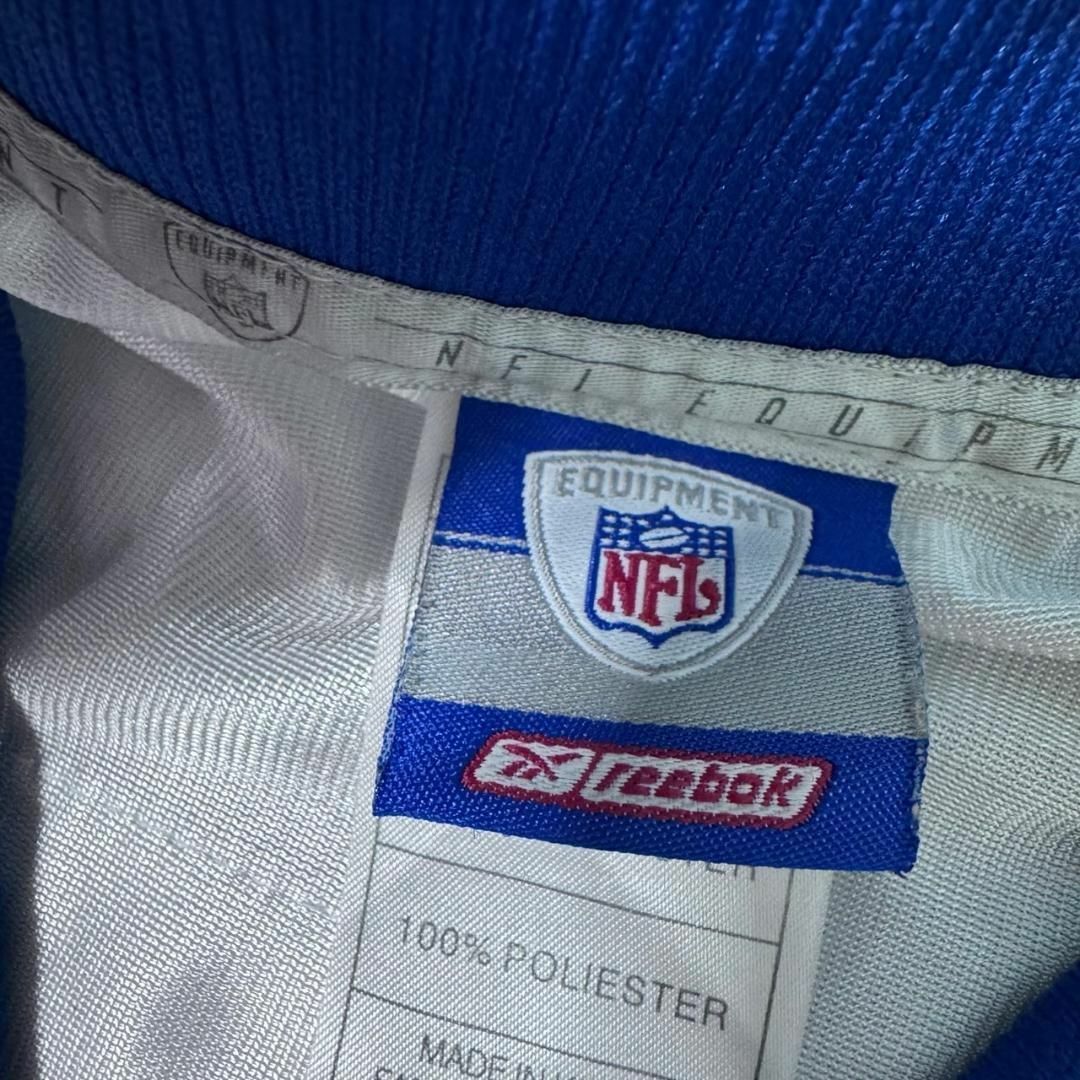 N T
EQUIPMENT
NFL
NFL EQUIPM
EQUIPMENT
NFL
reebok
100% POLIESTER
MADE IN